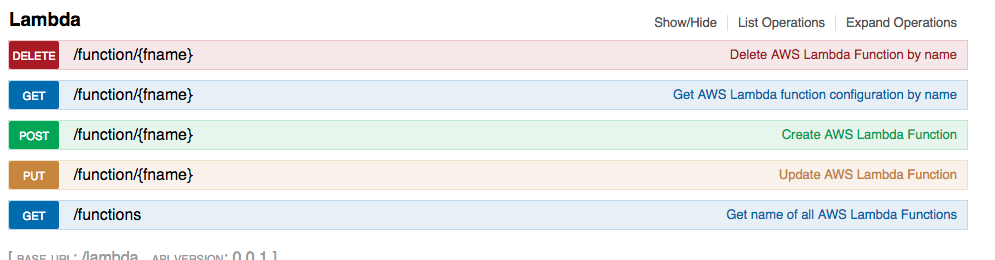 Lambda
Show/Hide List Operations Expand Operations
DELETE /function/{fname} Delete AWS Lambda Function by name
GET /function/{fname} Get AWS Lambda function configuration by name
POST /function/{fname} Create AWS Lambda Function
PUT /function/{fname} Update AWS Lambda Function
GET /functions Get name of all AWS Lambda Functions
[ BASE URL: /lambda , API VERSION: 0.0.1 ]